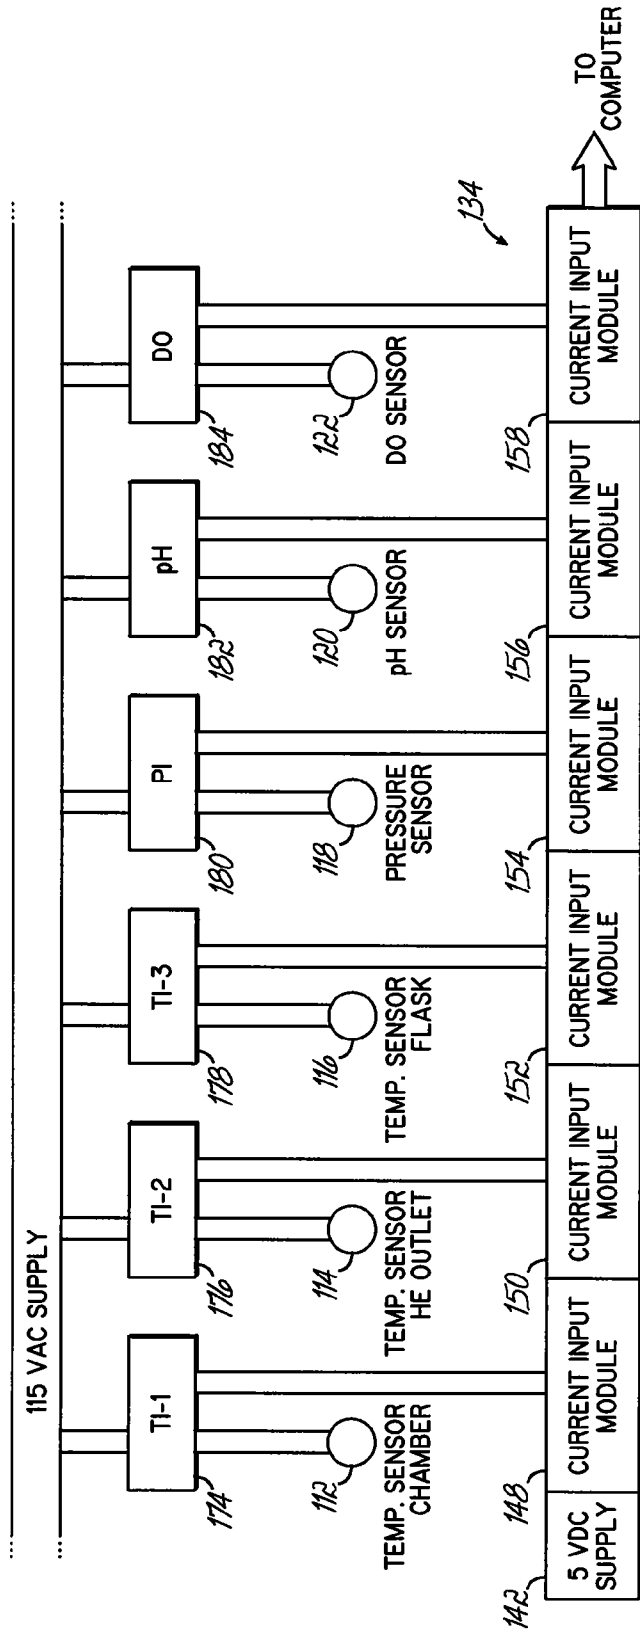 115 VAC SUPPLY
TI-1
TI-2
TI-3
PI
pH
DO
174
176
178
180
182
184
112
114
116
118
120
122
TEMP. SENSOR
CHAMBER
TEMP. SENSOR
HE OUTLET
TEMP. SENSOR
FLASK
PRESSURE
SENSOR
pH SENSOR
DO SENSOR
134
142
148
150
152
154
156
158
5 VDC
SUPPLY
CURRENT INPUT
MODULE
CURRENT INPUT
MODULE
CURRENT INPUT
MODULE
CURRENT INPUT
MODULE
CURRENT INPUT
MODULE
CURRENT INPUT
MODULE
TO
COMPUTER